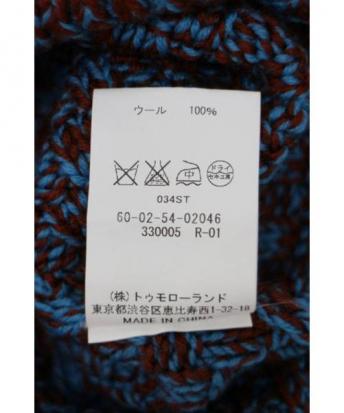 ウール 100%
中 ドライ セキユ系
034ST
60-02-54-02046
330005 R-01
(株)トゥモローランド
東京都渋谷区恵比寿西1-32-18
MADE IN CHINA